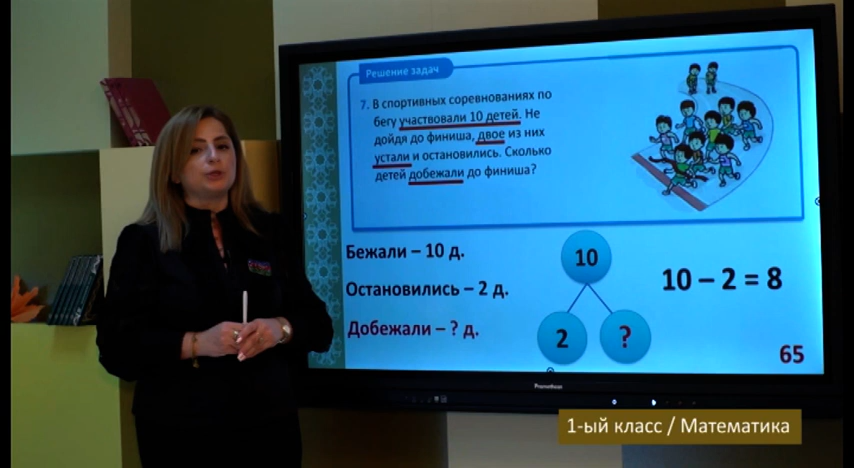 Решение задач
7. В спортивных соревнованиях по
бегу участвовали 10 детей. Не
дойдя до финиша, двое из них
устали и остановились. Сколько
детей добежали до финиша?
Бежали – 10 д.
Остановились – 2 д.
Добежали – ? д.
10
2
?
10 – 2 = 8
65
Promethean
1-ый класс / Математика